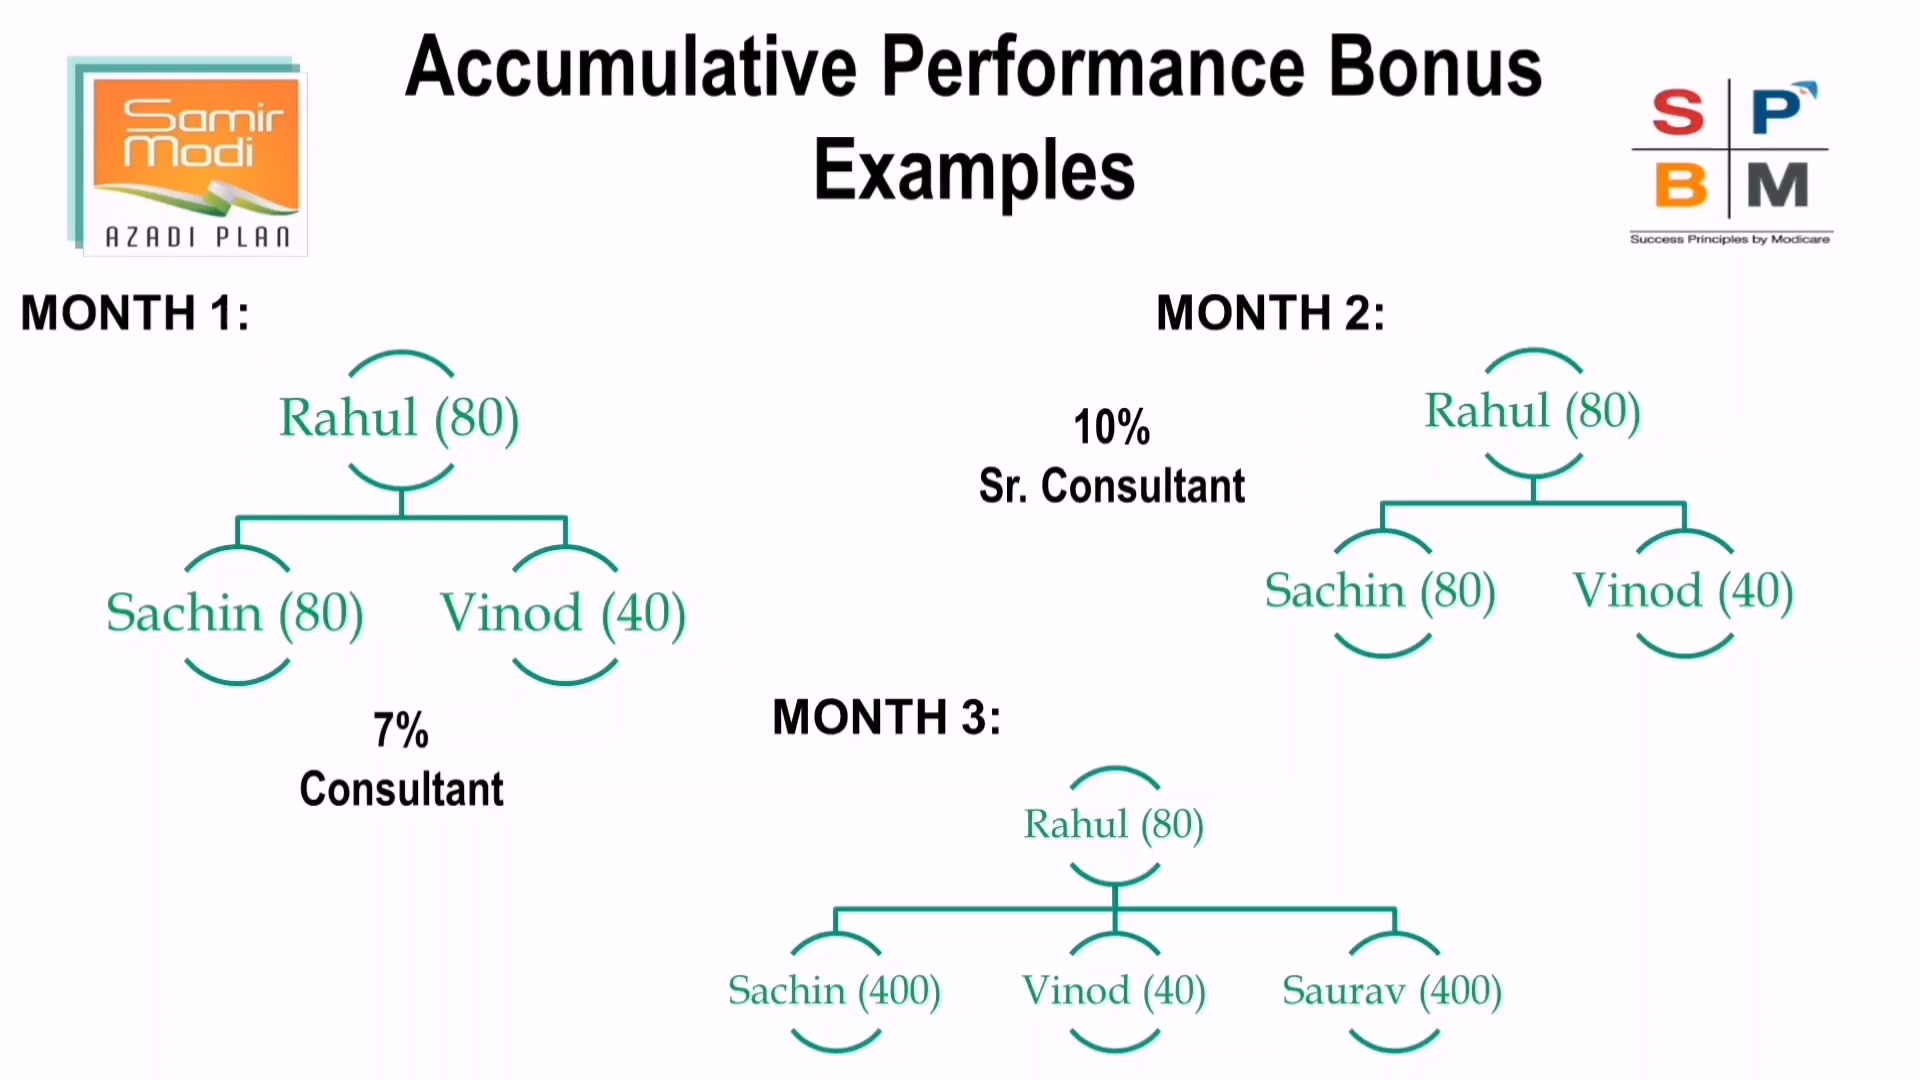 Accumulative Performance Bonus
Examples
Samir
Modi
AZADI PLAN
S P
B M
Success Principles by Modicare
MONTH 1:
Rahul (80)
Sachin (80) Vinod (40)
7%
Consultant
MONTH 2:
10%
Sr. Consultant
Rahul (80)
Sachin (80) Vinod (40)
MONTH 3:
Rahul (80)
Sachin (400) Vinod (40) Saurav (400)